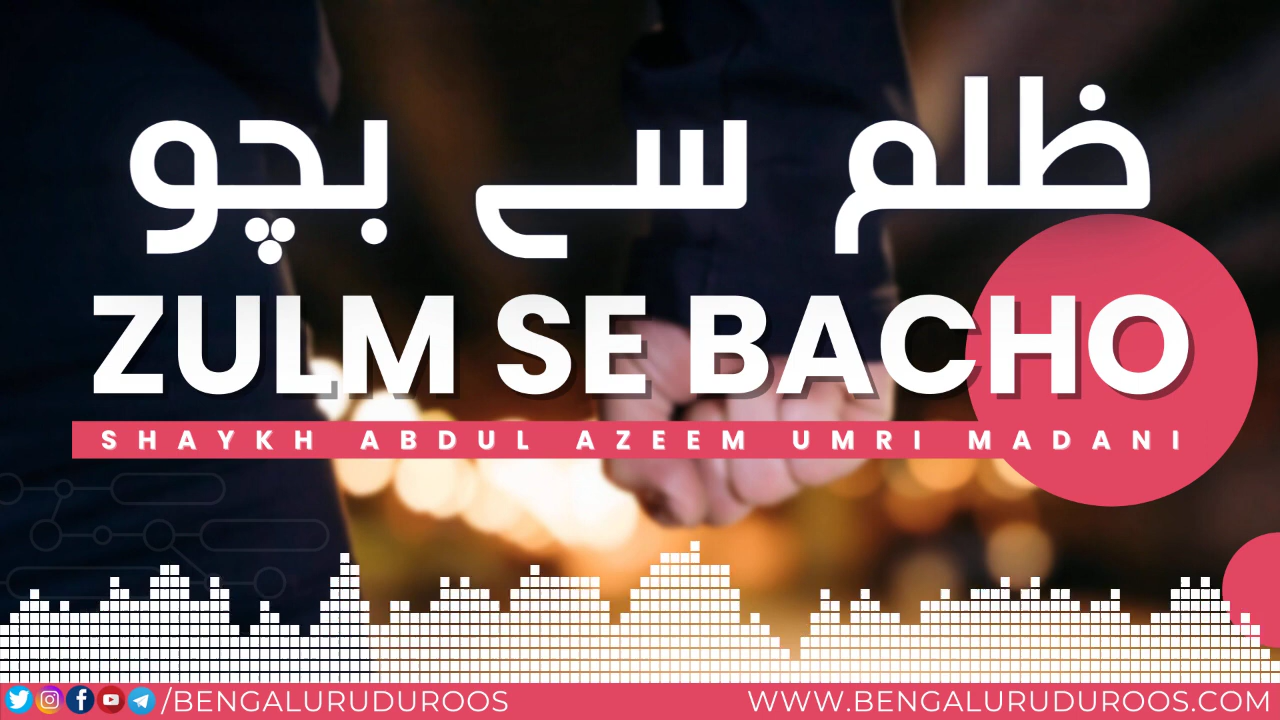 ظلم سے بچو
ZULM SE BACHO
SHAYKH ABDUL AZEEM UMRI MADANI
/BENGALURUDUROOS
WWW.BENGALURUDUROOS.COM